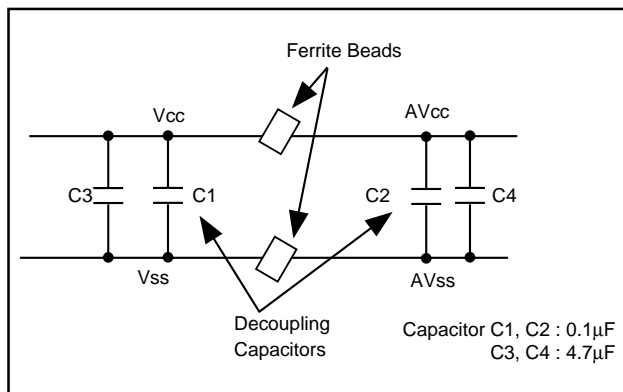 Ferrite Beads
Vcc
AVcc
C3
C1
C2
C4
Vss
AVss
Decoupling
Capacitors
Capacitor C1, C2 : 0.1μF
C3, C4 : 4.7μF